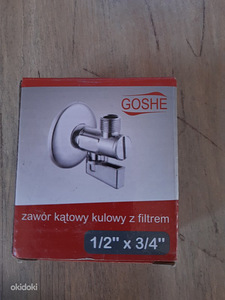 GOSHE
zawór kątowy kulowy z filtrem
1/2" x 3/4"
okidoki